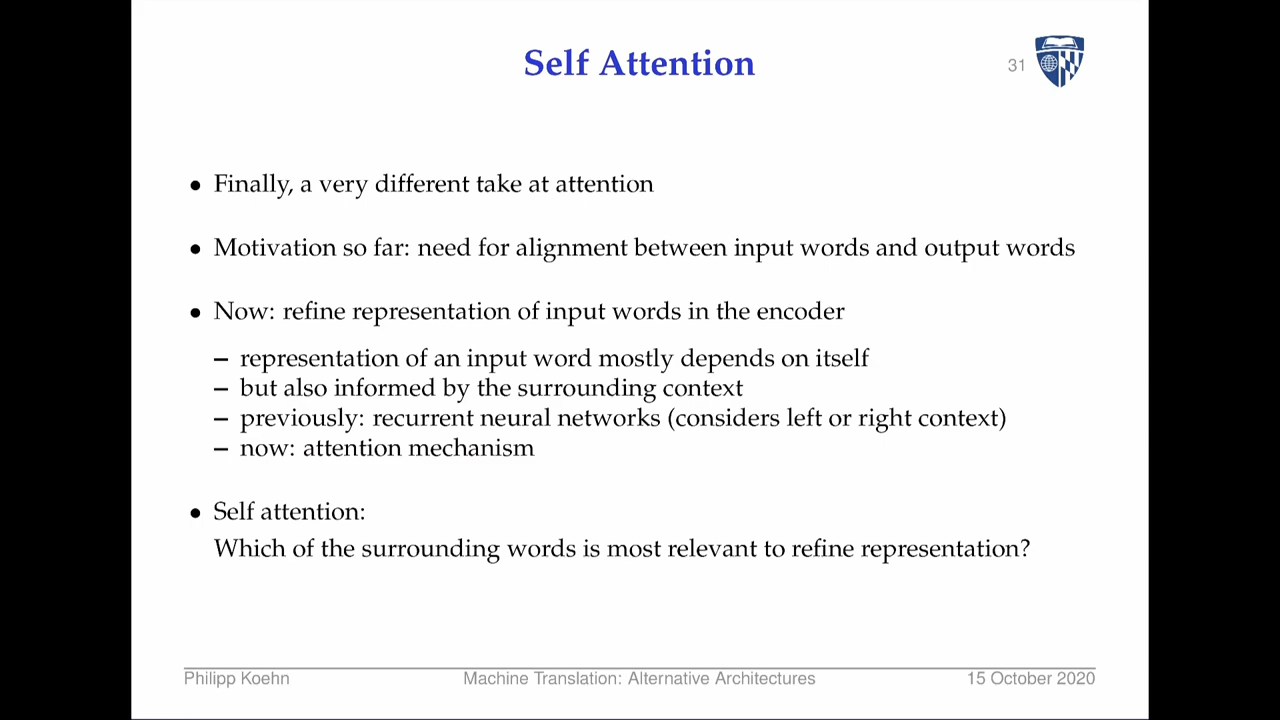 Self Attention
31
• Finally, a very different take at attention
• Motivation so far: need for alignment between input words and output words
• Now: refine representation of input words in the encoder
– representation of an input word mostly depends on itself
– but also informed by the surrounding context
– previously: recurrent neural networks (considers left or right context)
– now: attention mechanism
• Self attention:
Which of the surrounding words is most relevant to refine representation?
Philipp Koehn Machine Translation: Alternative Architectures 15 October 2020